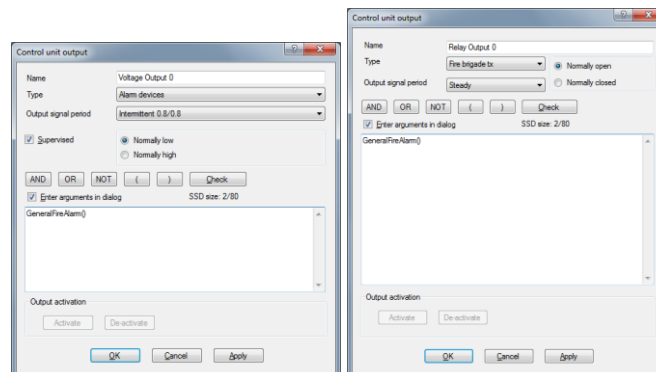 Control unit output
Name
Voltage Output 0
Type
Alarm devices
Output signal period
Intermittent 0.8/0.8
Supervised
Normally low
Normally high
AND OR NOT ( ) Check
Enter arguments in dialog SSD size: 2/80
GeneralFireAlarm()
Output activation
Activate De-activate
OK Cancel Apply
Control unit output
Name
Relay Output 0
Type
Fire brigade tx
Normally open
Output signal period
Steady
Normally closed
AND OR NOT ( ) Check
Enter arguments in dialog SSD size: 2/80
GeneralFireAlarm()
Output activation
Activate De-activate
OK Cancel Apply